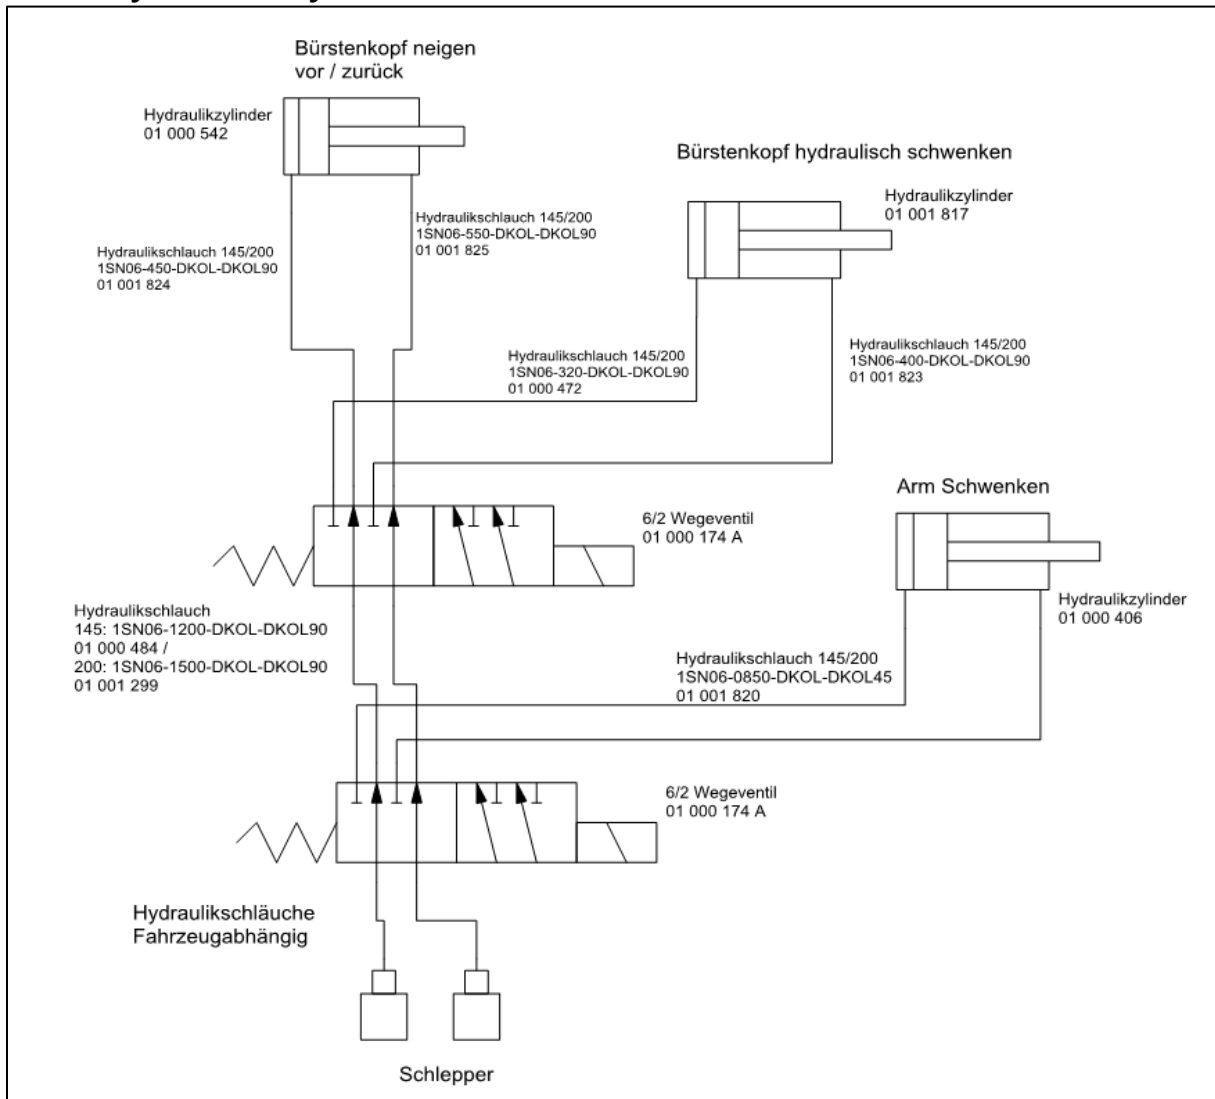 Bürstenkopf neigen
vor / zurück
Hydraulikzylinder
01 000 542
Bürstenkopf hydraulisch schwenken
Hydraulikzylinder
01 001 817
Hydraulikschlauch 145/200
1SN06-550-DKOL-DKOL90
01 001 825
Hydraulikschlauch 145/200
1SN06-450-DKOL-DKOL90
01 001 824
Hydraulikschlauch 145/200
1SN06-320-DKOL-DKOL90
01 000 472
Hydraulikschlauch 145/200
1SN06-400-DKOL-DKOL90
01 001 823
Arm Schwenken
6/2 Wegeventil
01 000 174 A
Hydraulikzylinder
01 000 406
Hydraulikschlauch
145: 1SN06-1200-DKOL-DKOL90
01 000 484 /
200: 1SN06-1500-DKOL-DKOL90
01 001 299
Hydraulikschlauch 145/200
1SN06-0850-DKOL-DKOL45
01 001 820
6/2 Wegeventil
01 000 174 A
Hydraulikschläuche
Fahrzeugabhängig
Schlepper